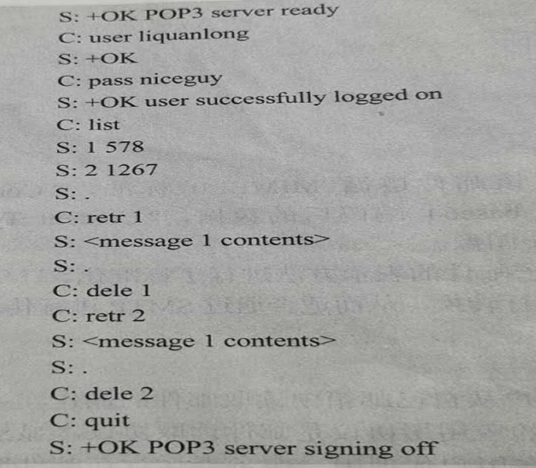 S: +OK POP3 server ready
C: user liquanlong
S: +OK
C: pass niceguy
S: +OK user successfully logged on
C: list
S: 1 578
S: 2 1267
S: .
C: retr 1
S: <message 1 contents>
S: .
C: dele 1
C: retr 2
S: <message 1 contents>
S: .
C: dele 2
C: quit
S: +OK POP3 server signing off